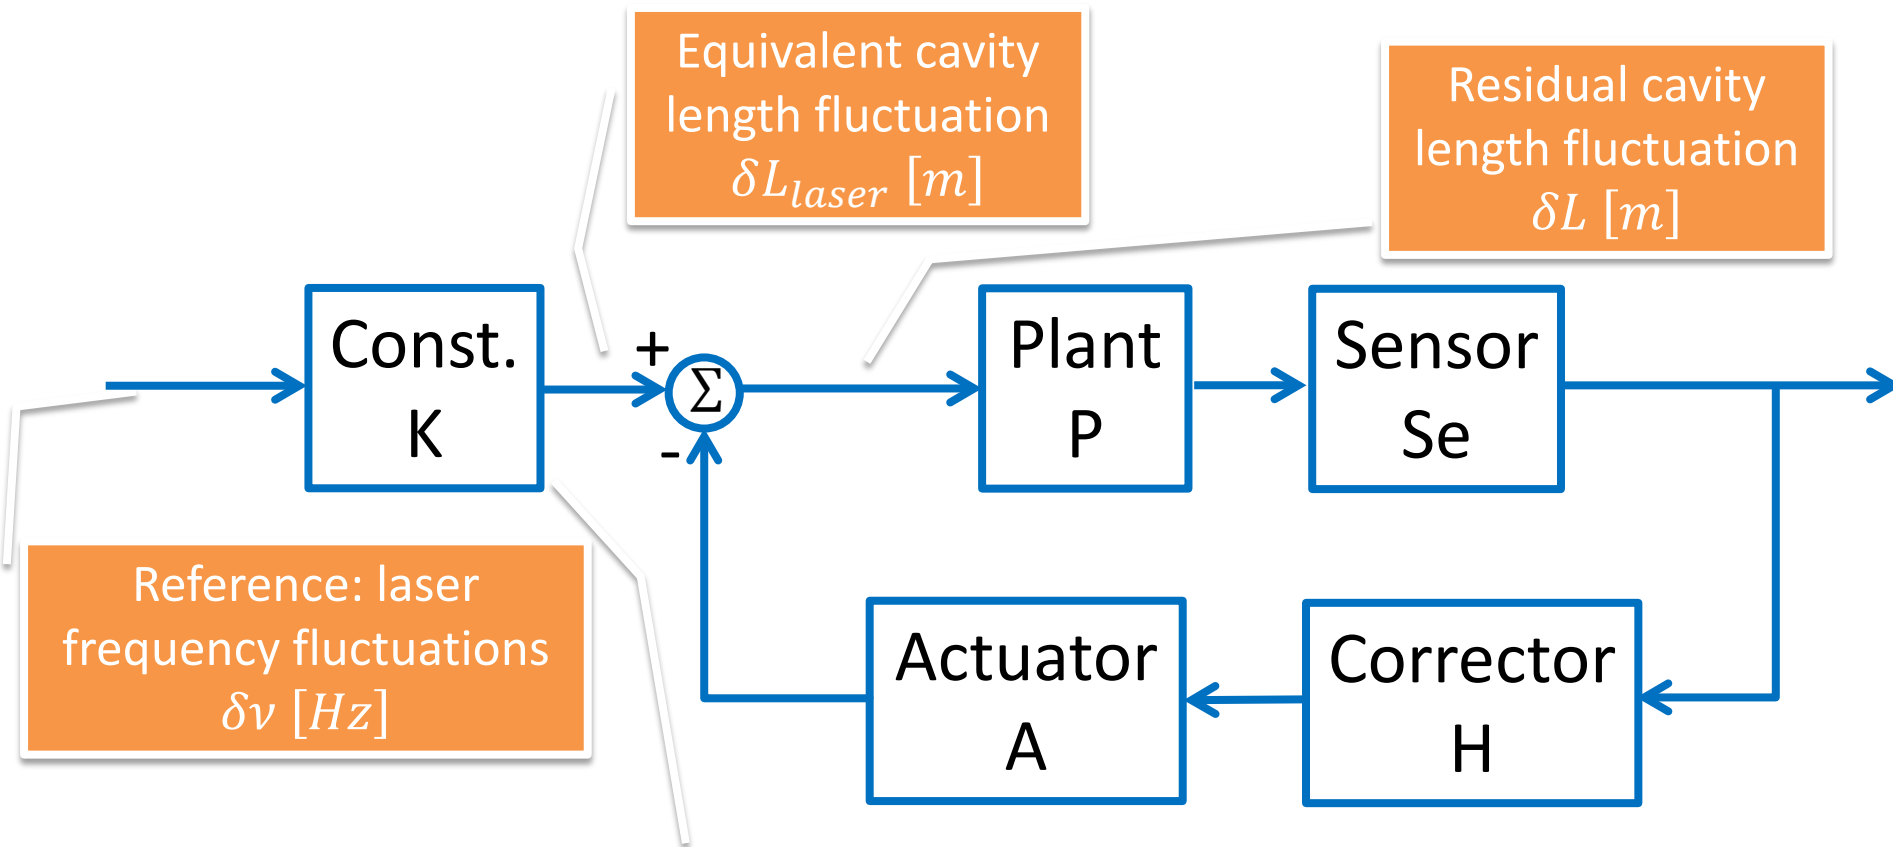 Equivalent cavity
length fluctuation
δL_laser [m]
Residual cavity
length fluctuation
δL [m]
Const.
K
+
Σ
-
Plant
P
Sensor
Se
Reference: laser
frequency fluctuations
δν [Hz]
Actuator
A
Corrector
H